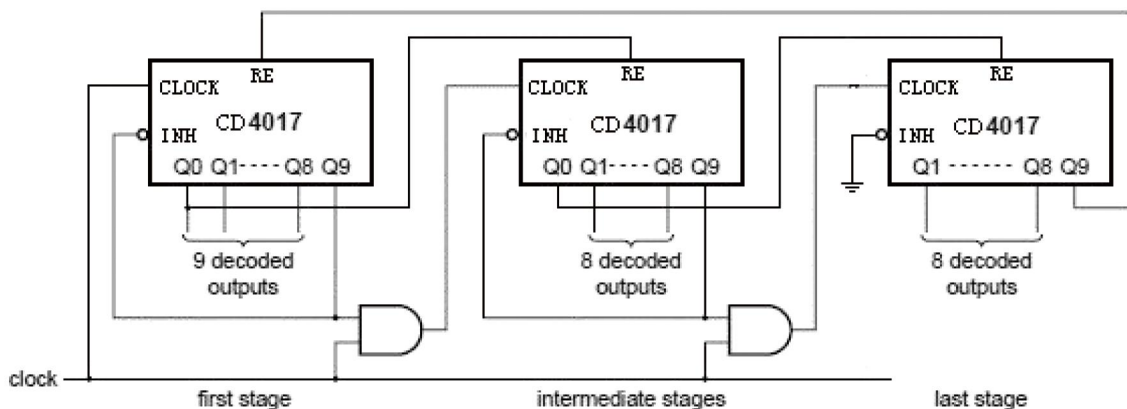 RE
CLOCK
CD4017
INH
Q0 Q1 ---- Q8 Q9
9 decoded
outputs
RE
CLOCK
CD4017
INH
Q0 Q1 ---- Q8 Q9
8 decoded
outputs
RE
CLOCK
CD4017
INH
Q1 ------- Q8 Q9
8 decoded
outputs
clock
first stage
intermediate stages
last stage